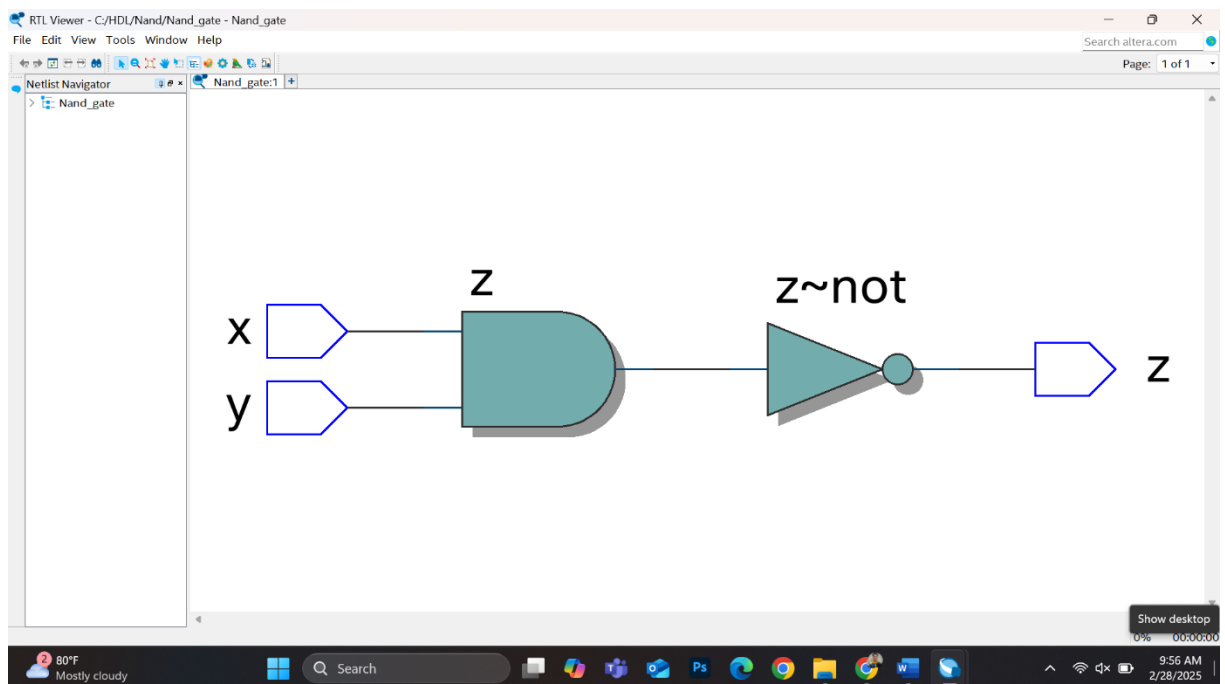 RTL Viewer - C:/HDL/Nand/Nand_gate - Nand_gate
File Edit View Tools Window Help
Search altera.com
Page: 1 of 1
Netlist Navigator
Nand_gate:1
Nand_gate
z
z~not
x
y
z
Show desktop
0% 00:00:00
2
80°F
Mostly cloudy
Search
Ps
9:56 AM
2/28/2025